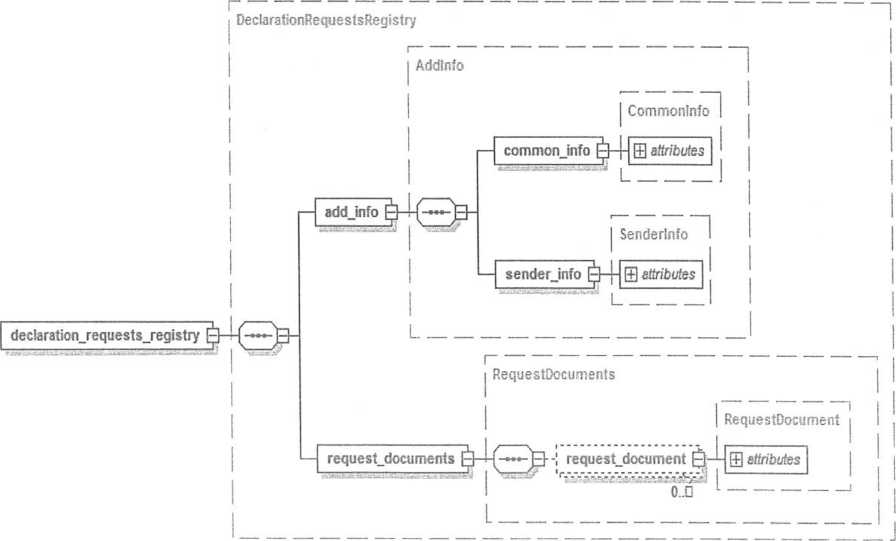 DeclarationRequestsRegistry
AddInfo
CommonInfo
common_info
attributes
add_info
SenderInfo
sender_info
attributes
declaration_requests_registry
RequestDocuments
RequestDocument
request_documents
request_document
attributes
0..□